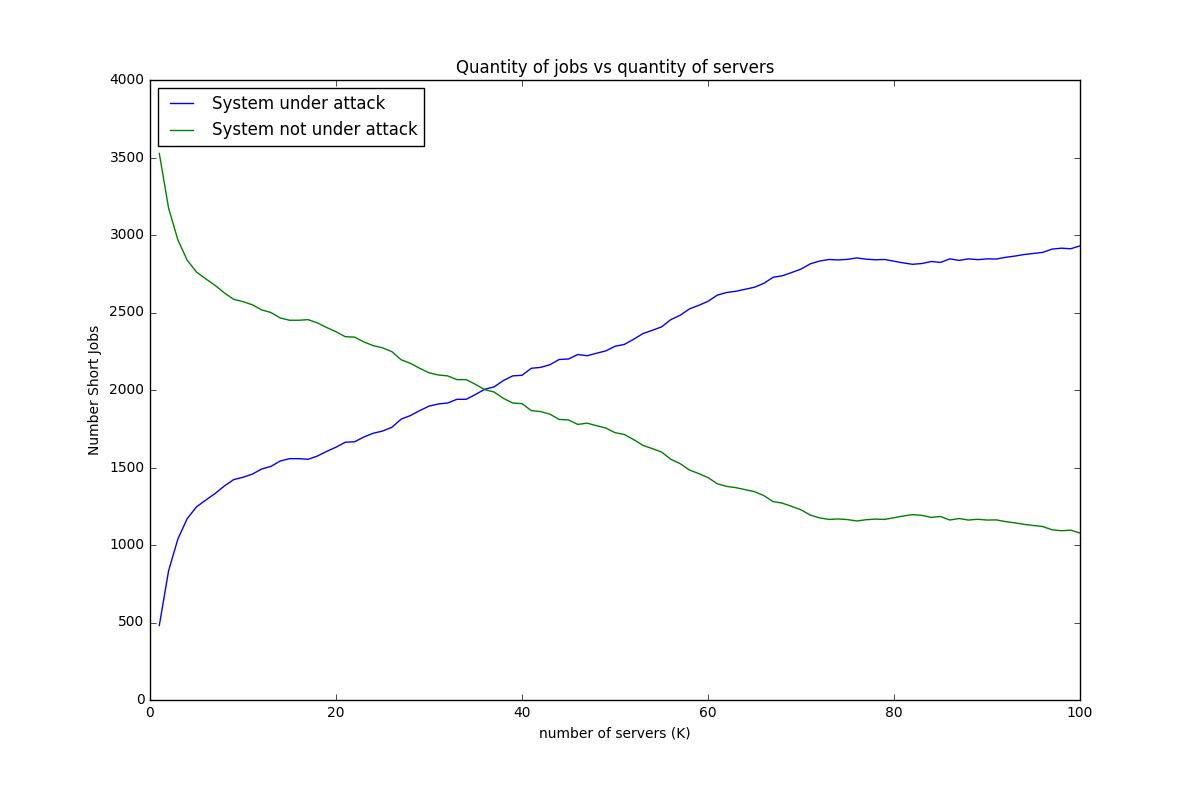 Quantity of jobs vs quantity of servers
4000
System under attack
System not under attack
3500
3000
2500
2000
1500
1000
500
0
Number Short Jobs
0 20 40 60 80 100
number of servers (K)